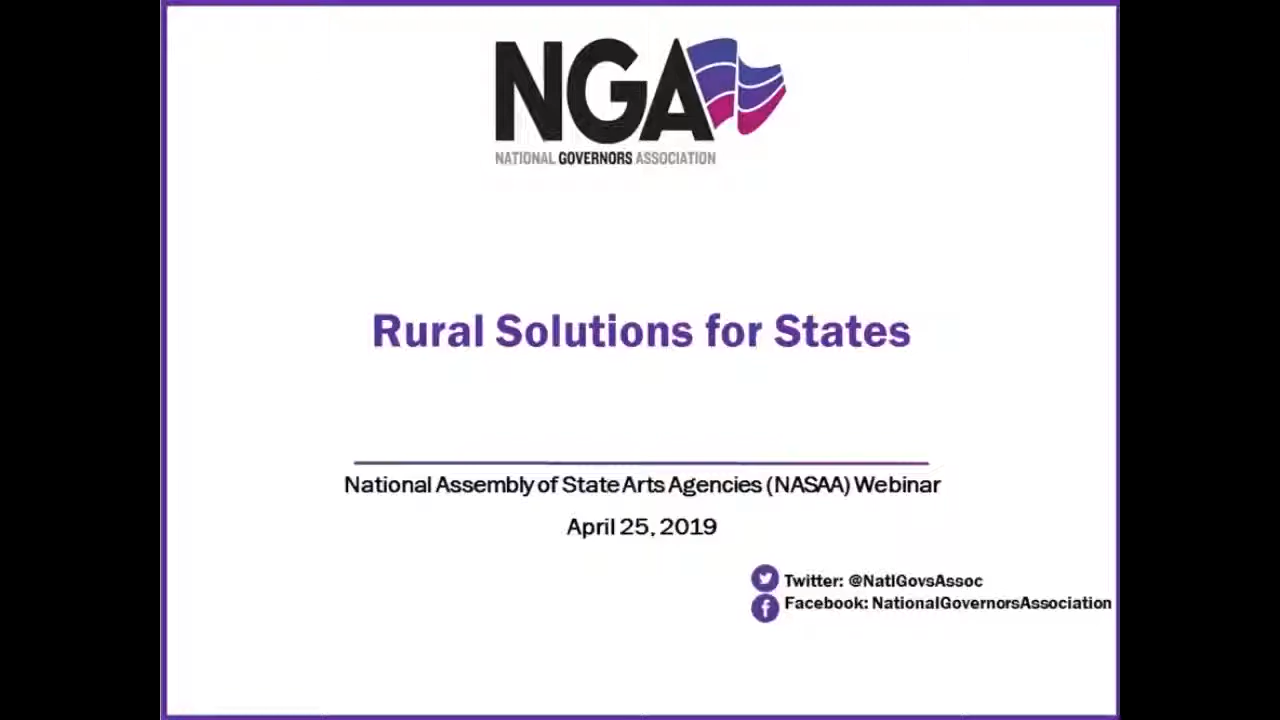 NGA
NATIONAL GOVERNORS ASSOCIATION
Rural Solutions for States
National Assembly of State Arts Agencies (NASAA) Webinar
April 25, 2019
Twitter: @NatlGovsAssoc
Facebook: NationalGovernorsAssociation